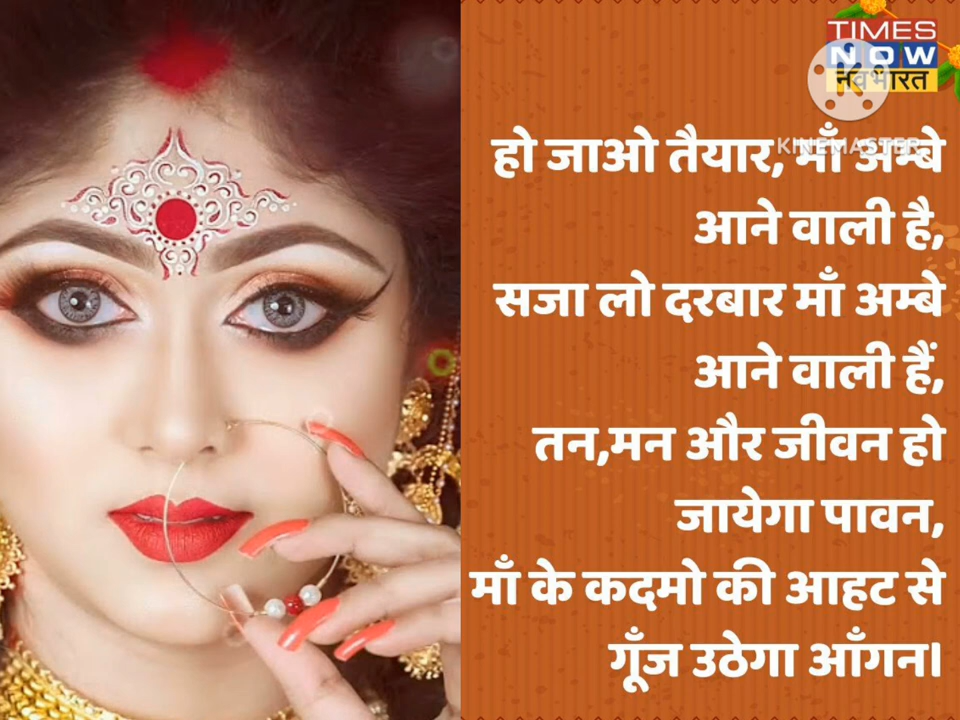 TIMES
NOW
नवभारत
KINEMASTER
हो जाओ तैयार, माँ अम्बे
आने वाली है,
सजा लो दरबार माँ अम्बे
आने वाली हैं,
तन,मन और जीवन हो
जायेगा पावन,
माँ के कदमो की आहट से
गूँज उठेगा आँगन।